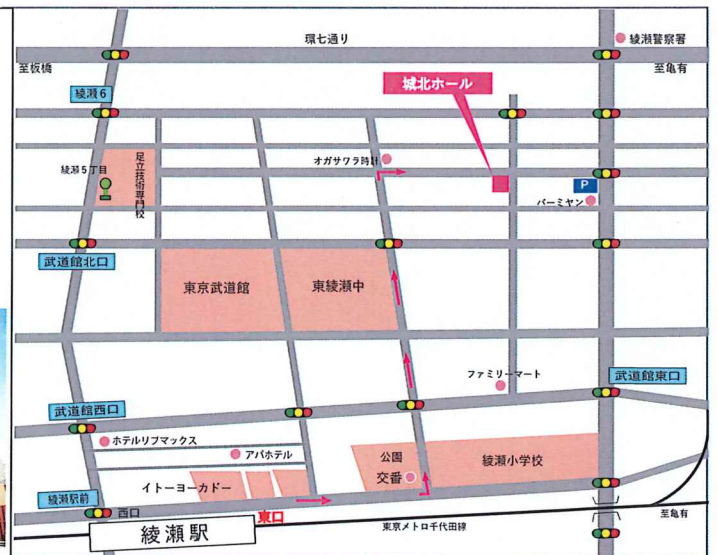 環七通り
綾瀬警察署
至板橋
至亀有
綾瀬6
城北ホール
足立技術専門校
綾瀬5丁目
オガサワラ時計
P
バーミヤン
武道館北口
東京武道館
東綾瀬中
ファミリーマート
武道館東口
武道館西口
ホテルリブマックス
アパホテル
公園
交番
綾瀬小学校
イトーヨーカドー
綾瀬駅前
西口
東口
綾瀬駅
東京メトロ千代田線
至亀有